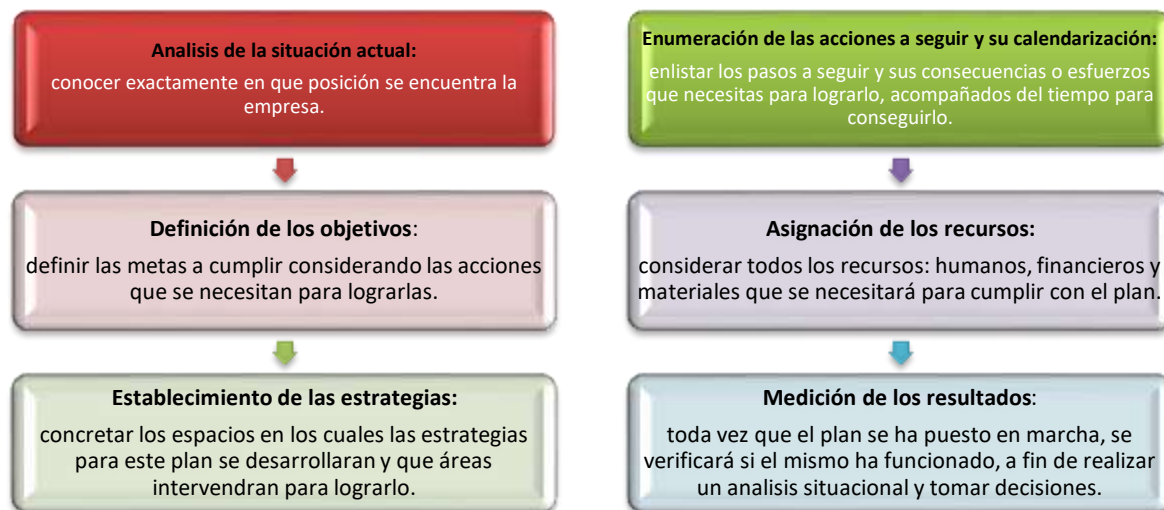 Analisis de la situación actual:
conocer exactamente en que posición se encuentra la
empresa.
Definición de los objetivos:
definir las metas a cumplir considerando las acciones
que se necesitan para lograrlas.
Establecimiento de las estrategias:
concretar los espacios en los cuales las estrategias
para este plan se desarrollaran y que áreas
intervendran para lograrlo.
Enumeración de las acciones a seguir y su calendarización:
enlistar los pasos a seguir y sus consecuencias o esfuerzos
que necesitas para lograrlo, acompañados del tiempo para
conseguirlo.
Asignación de los recursos:
considerar todos los recursos: humanos, financieros y
materiales que se necesitará para cumplir con el plan.
Medición de los resultados:
toda vez que el plan se ha puesto en marcha, se
verificará si el mismo ha funcionado, a fin de realizar
un analisis situacional y tomar decisiones.